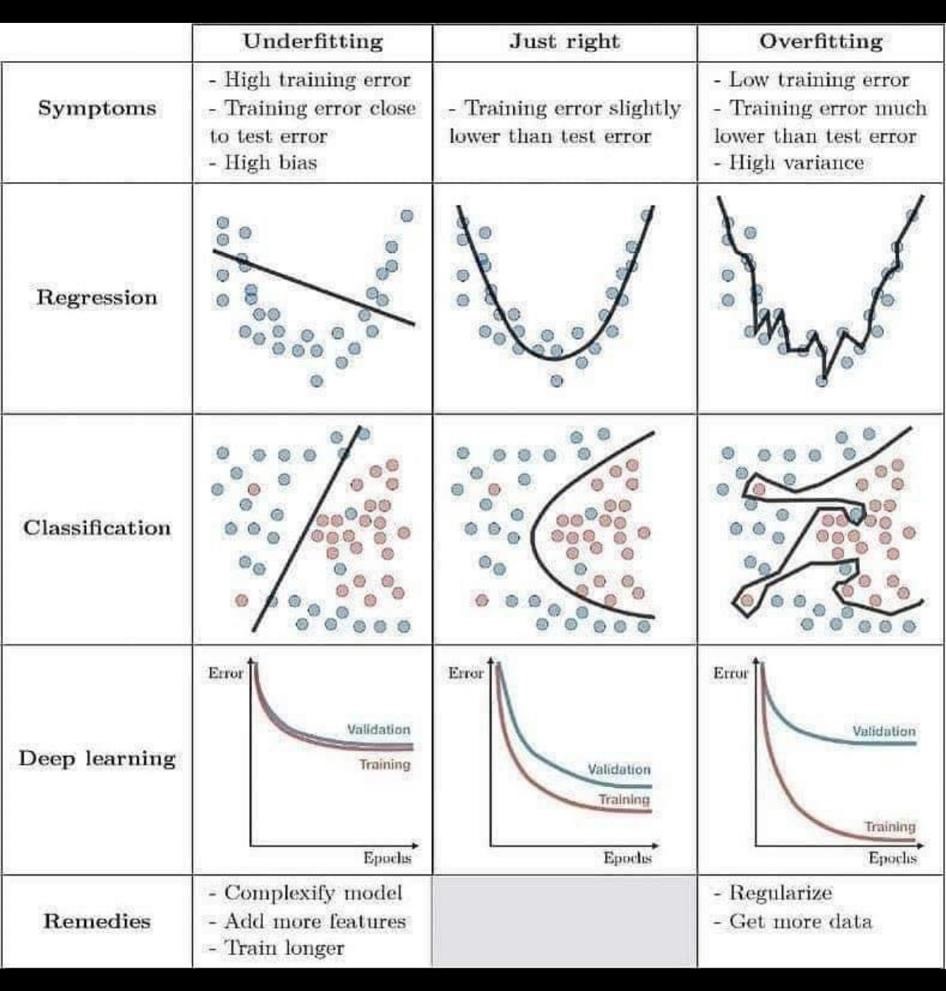 Underfitting
Just right
Overfitting
Symptoms
- High training error
- Training error close
to test error
- High bias
- Training error slightly
lower than test error
- Low training error
- Training error much
lower than test error
- High variance
Regression
Classification
Deep learning
Error
Validation
Training
Epochs
Error
Validation
Training
Epochs
Error
Validation
Training
Epochs
Remedies
- Complexify model
- Add more features
- Train longer
- Regularize
- Get more data